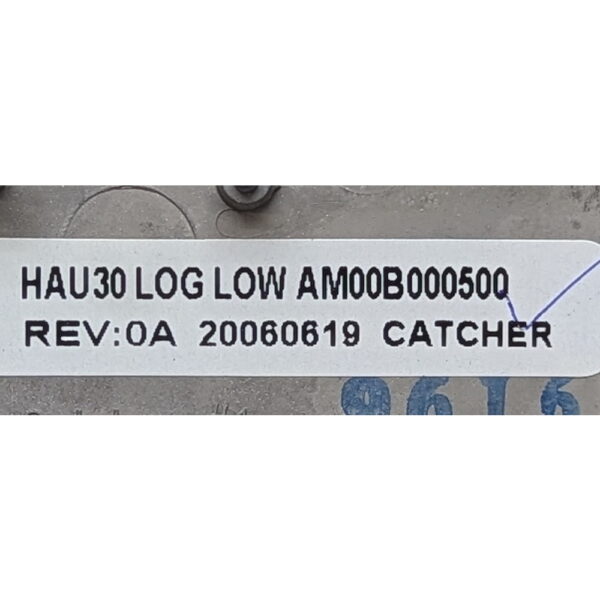 HAU30 LOG LOW AM00B000500
REV:0A 20060619 CATCHER